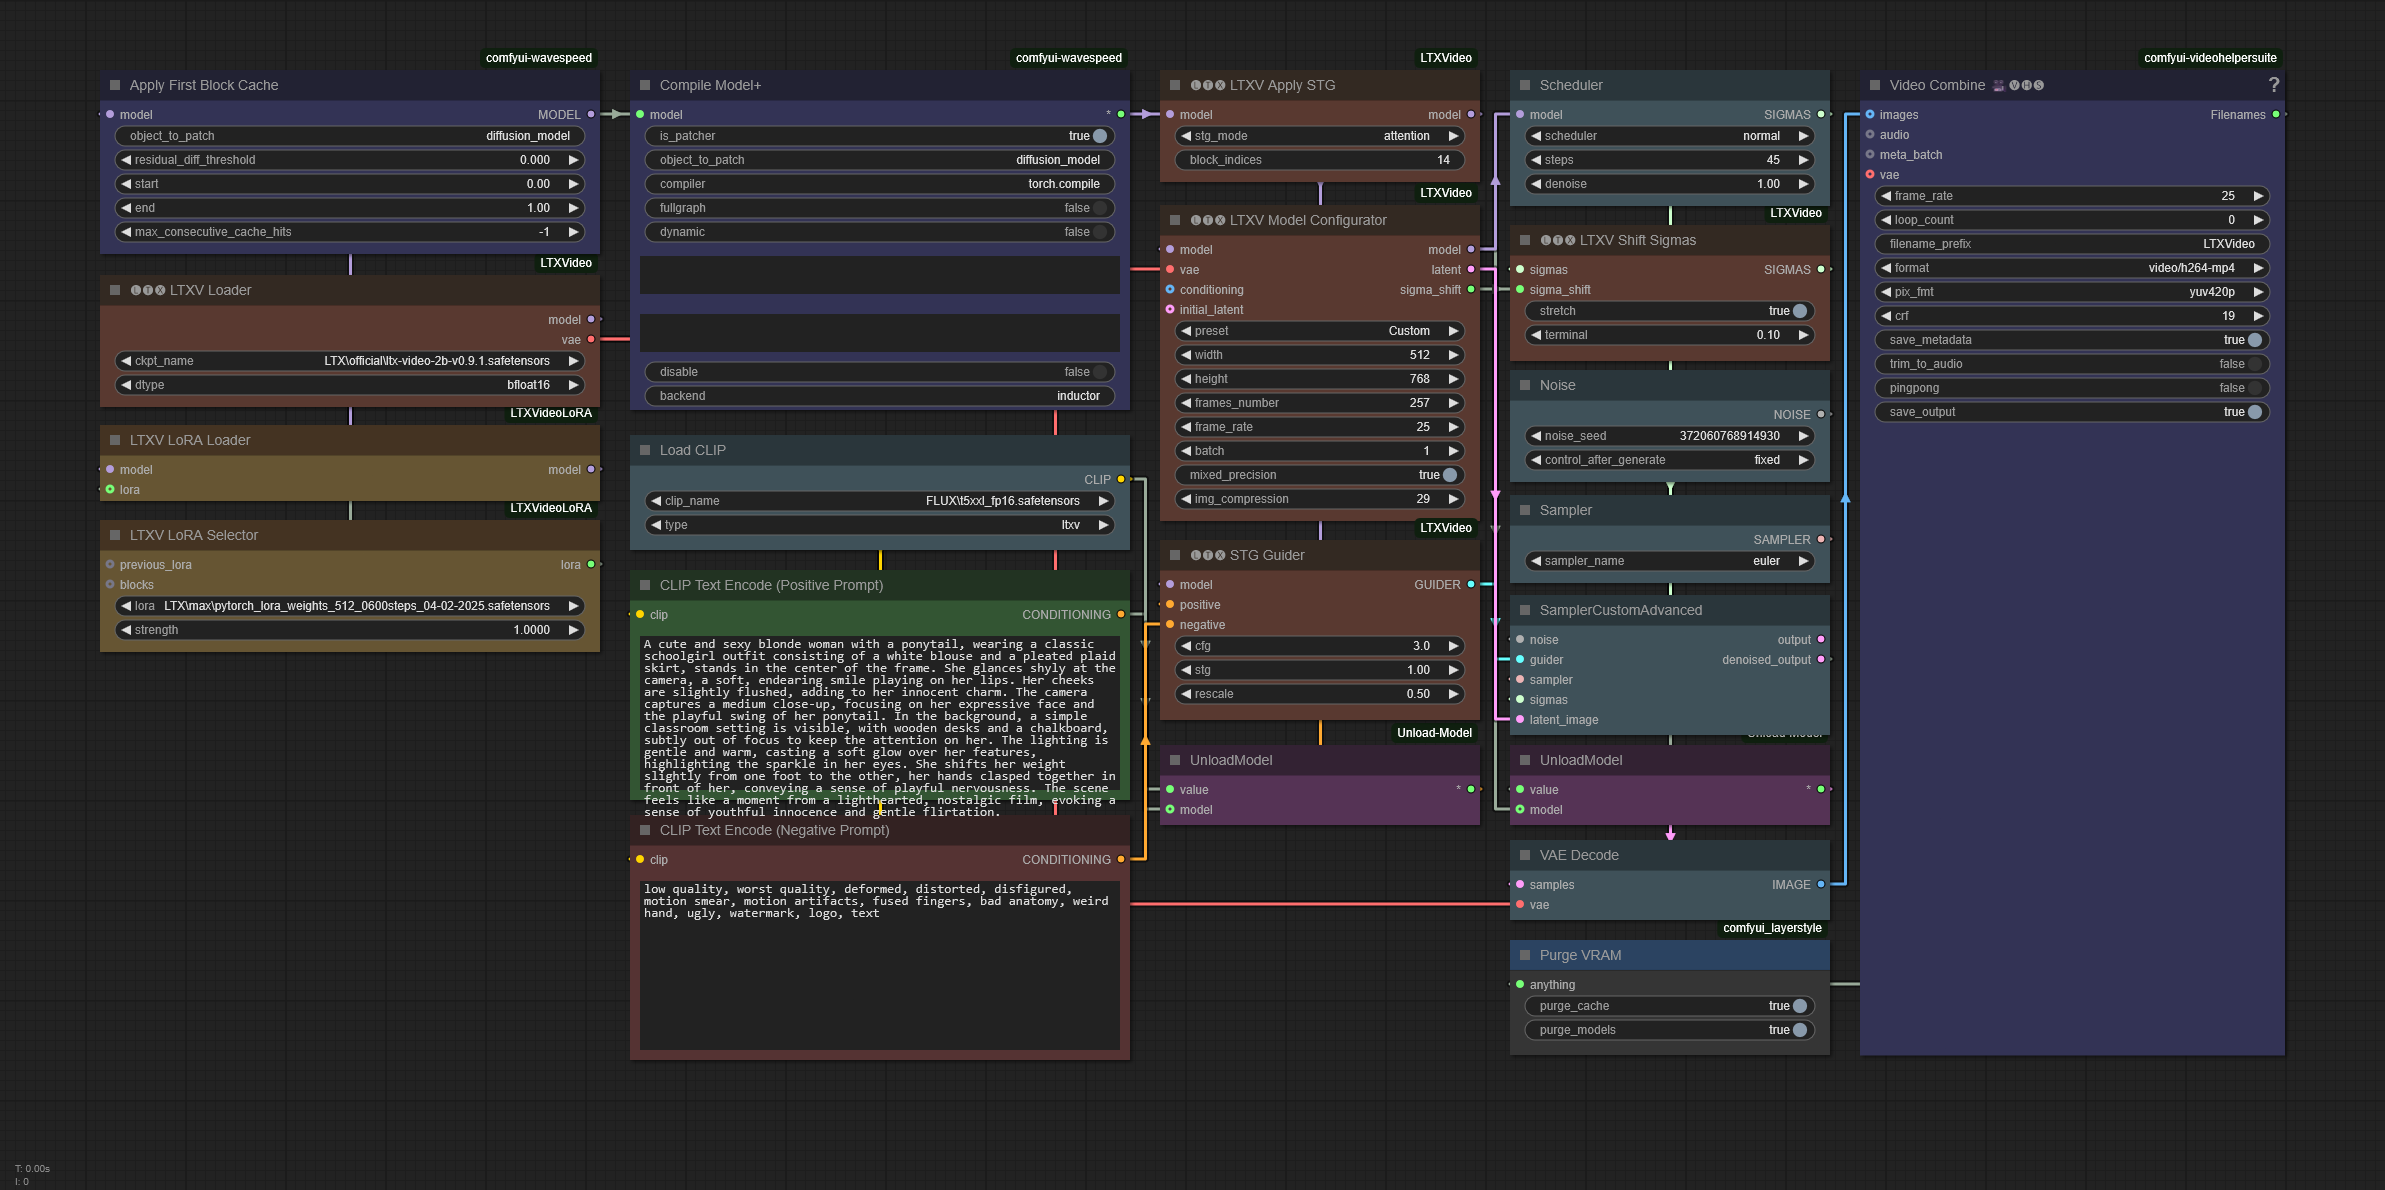 comfyui-wavespeed
Apply First Block Cache
model MODEL
object_to_patch diffusion_model
residual_diff_threshold 0.000
start 0.00
end 1.00
max_consecutive_cache_hits -1
LTXVideo
LTX LTXV Loader
model
vae
ckpt_name LTX\official\ltx-video-2b-v0.9.1.safetensors
dtype bfloat16
LTXVideoLoRA
LTXV LoRA Loader
model model
lora
LTXVideoLoRA
LTXV LoRA Selector
previous_lora lora
blocks
lora LTX\max\pytorch_lora_weights_512_0600steps_04-02-2025.safetensors
strength 1.0000
comfyui-wavespeed
Compile Model+
model *
is_patcher true
object_to_patch diffusion_model
compiler torch.compile
fullgraph false
dynamic false
disable false
backend inductor
Load CLIP
CLIP
clip_name FLUX\t5xxl_fp16.safetensors
type ltxv
CLIP Text Encode (Positive Prompt)
clip CONDITIONING
A cute and sexy blonde woman with a ponytail, wearing a classic
schoolgirl outfit consisting of a white blouse and a pleated plaid
skirt, stands in the center of the frame. She glances shyly at the
camera, a soft, endearing smile playing on her lips. Her cheeks
are slightly flushed, adding to her innocent charm. The camera
captures a medium close-up, focusing on her expressive face and
the playful swing of her ponytail. In the background, a simple
classroom setting is visible, with wooden desks and a chalkboard,
subtly out of focus to keep the attention on her. The lighting is
gentle and warm, casting a soft glow over her features,
highlighting the sparkle in her eyes. She shifts her weight
slightly from one foot to the other, her hands clasped together in
front of her, conveying a sense of playful nervousness. The scene
feels like a moment from a lighthearted, nostalgic film, evoking a
sense of youthful innocence and gentle flirtation.
CLIP Text Encode (Negative Prompt)
clip CONDITIONING
low quality, worst quality, deformed, distorted, disfigured,
motion smear, motion artifacts, fused fingers, bad anatomy, weird
hand, ugly, watermark, logo, text
LTXVideo
LTX LTXV Apply STG
model model
stg_mode attention
block_indices 14
LTXVideo
LTX LTXV Model Configurator
model model
vae latent
conditioning sigma_shift
initial_latent
preset Custom
width 512
height 768
frames_number 257
frame_rate 25
batch 1
mixed_precision true
img_compression 29
LTXVideo
LTX STG Guider
model GUIDER
positive
negative
cfg 3.0
stg 1.00
rescale 0.50
Unload-Model
UnloadModel
value *
model
Scheduler
model SIGMAS
scheduler normal
steps 45
denoise 1.00
LTXVideo
LTX LTXV Shift Sigmas
sigmas SIGMAS
sigma_shift
stretch true
terminal 0.10
Noise
NOISE
noise_seed 372060768914930
control_after_generate fixed
Sampler
SAMPLER
sampler_name euler
SamplerCustomAdvanced
noise output
guider denoised_output
sampler
sigmas
latent_image
UnloadModel
value *
model
VAE Decode
samples IMAGE
vae
comfyui_layerstyle
Purge VRAM
anything
purge_cache true
purge_models true
comfyui-videohelpersuite
Video Combine 🎥 VHS ?
images Filenames
audio
meta_batch
vae
frame_rate 25
loop_count 0
filename_prefix LTXVideo
format video/h264-mp4
pix_fmt yuv420p
crf 19
save_metadata true
trim_to_audio false
pingpong false
save_output true
T: 0.00s
I: 0